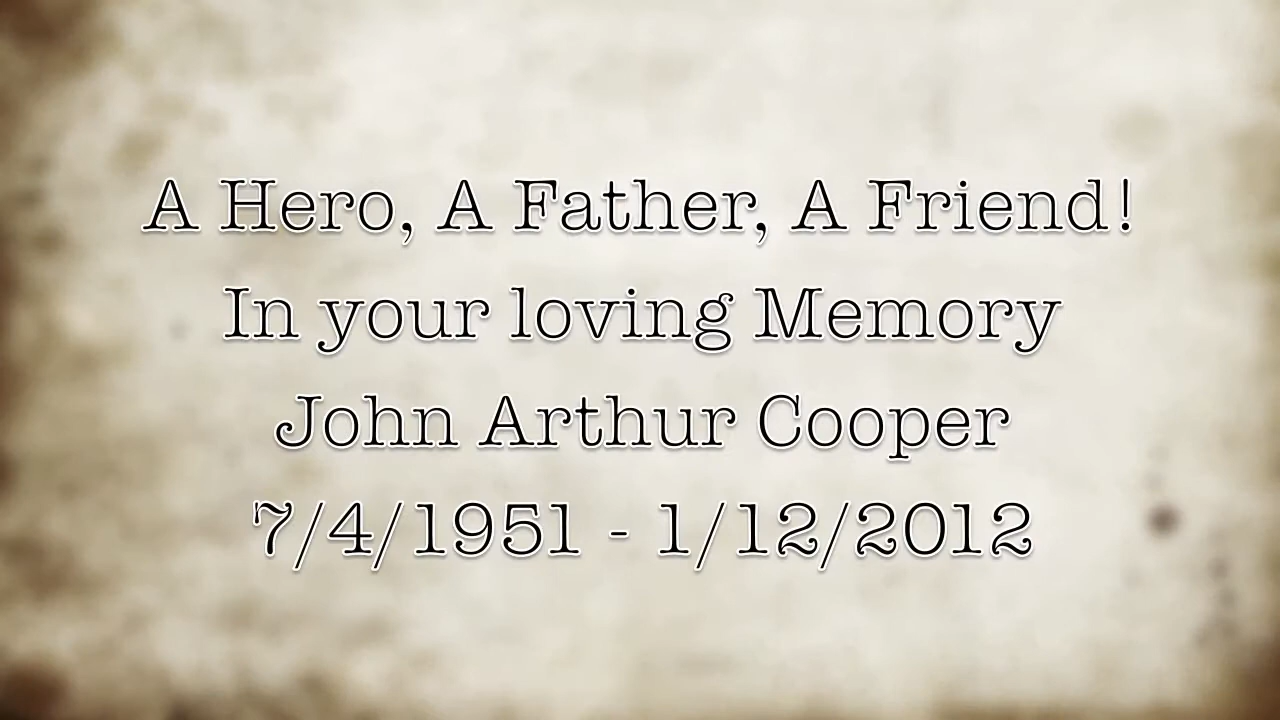 A Hero, A Father, A Friend!
In your loving Memory
John Arthur Cooper
7/4/1951 - 1/12/2012